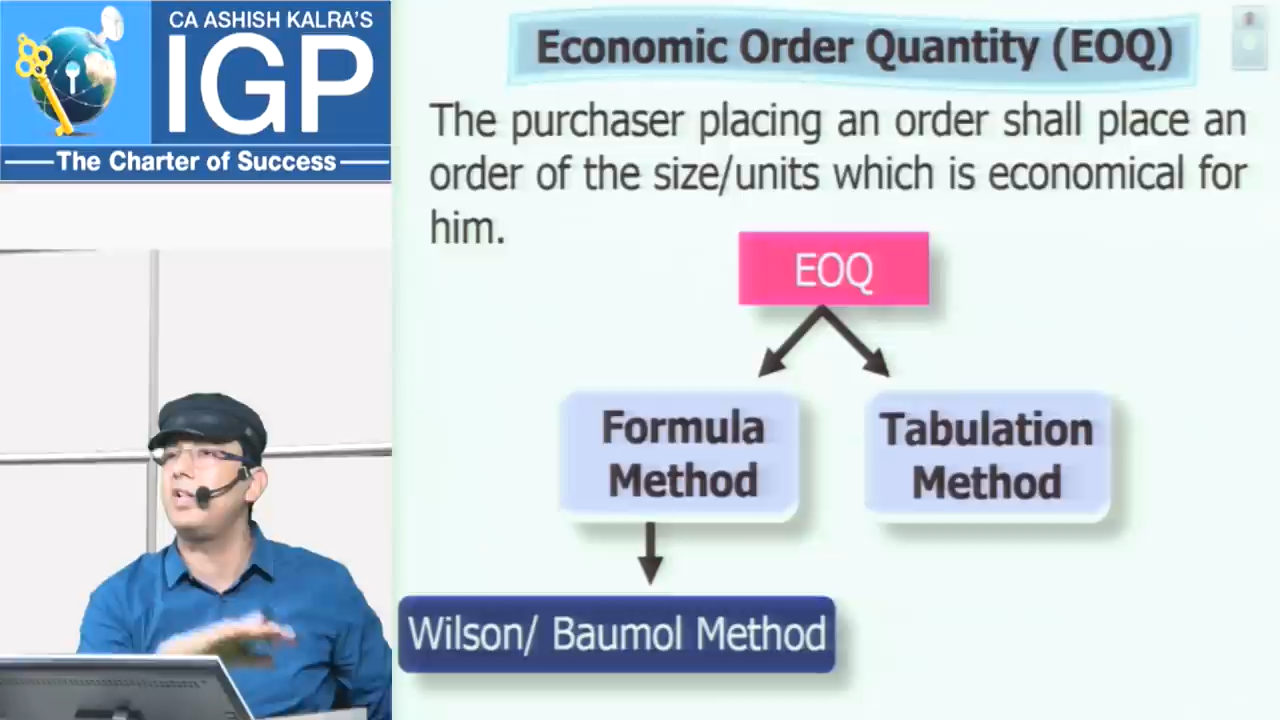 CA ASHISH KALRA'S
IGP
The Charter of Success
Economic Order Quantity (EOQ)
The purchaser placing an order shall place an
order of the size/units which is economical for
him.
EOQ
Formula
Method
Tabulation
Method
Wilson/ Baumol Method